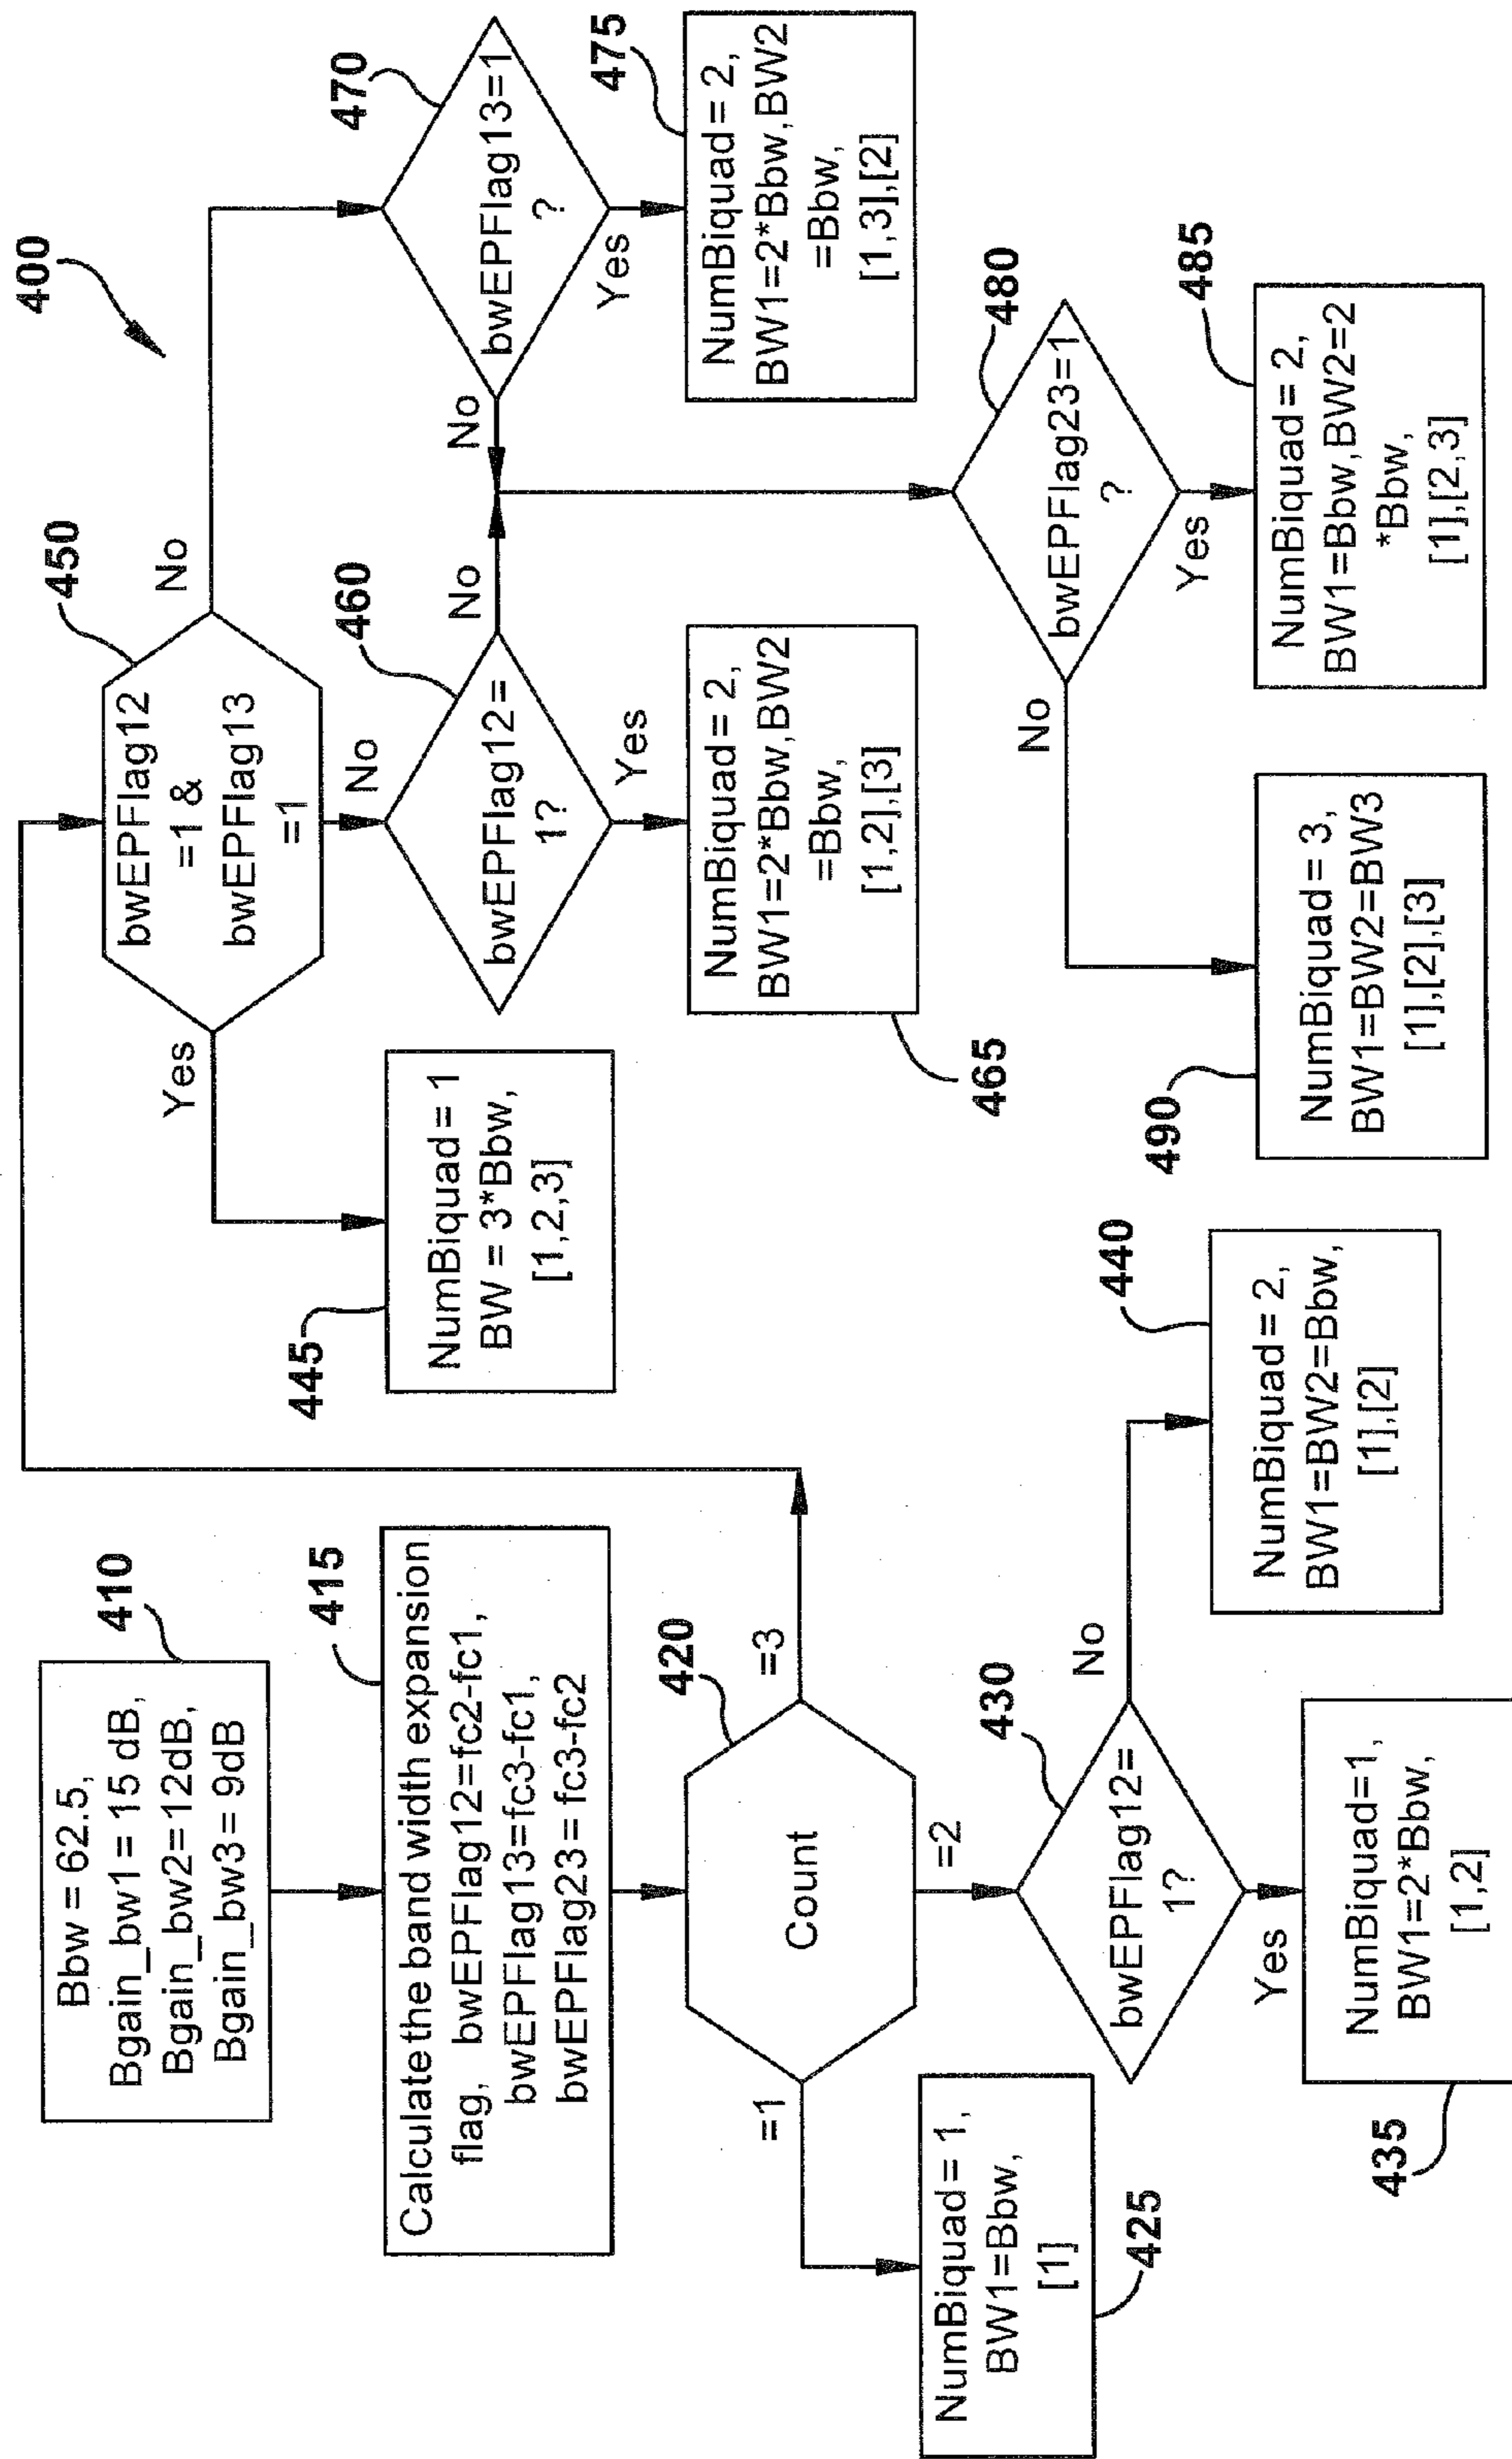 400
410
Bbw = 62.5,
Bgain_bw1 = 15 dB,
Bgain_bw2=12dB,
Bgain_bw3= 9dB
415
Calculate the band width expansion
flag, bwEPFlag12=fc2-fc1,
bwEPFlag13=fc3-fc1,
bwEPFlag23= fc3-fc2
420
Count
=1
=2
=3
NumBiquad= 1,
BW1=Bbw,
[1]
425
430
bwEPFlag12=
1?
Yes
No
NumBiquad=1,
BW1=2*Bbw,
[1,2]
435
440
NumBiquad= 2,
BW1=BW2=Bbw,
[1],[2]
450
bwEPFlag12
=1 &
bwEPFlag13
=1
Yes
No
No
445
NumBiquad= 1
BW = 3*Bbw,
[1,2,3]
460
bwEPFlag12=
1?
No
Yes
NumBiquad= 2,
BW1=2*Bbw,BW2
=Bbw,
[1,2],[3]
465
470
bwEPFlag13=1
?
No
Yes
475
NumBiquad= 2,
BW1=2*Bbw,BW2
=Bbw,
[1,3],[2]
480
bwEPFlag23=1
?
No
Yes
485
NumBiquad= 2,
BW1=Bbw,BW2=2
*Bbw,
[1],[2,3]
490
NumBiquad= 3,
BW1=BW2=BW3
[1],[2],[3]